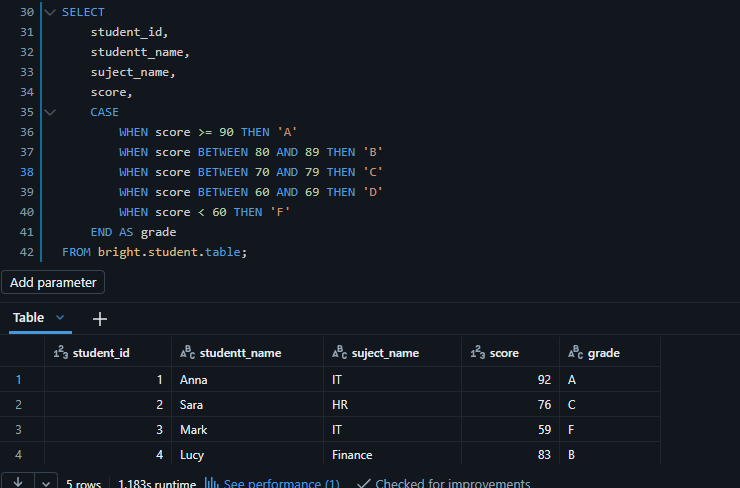 30 SELECT
31 student_id,
32 studentt_name,
33 suject_name,
34 score,
35 CASE
36 WHEN score >= 90 THEN 'A'
37 WHEN score BETWEEN 80 AND 89 THEN 'B'
38 WHEN score BETWEEN 70 AND 79 THEN 'C'
39 WHEN score BETWEEN 60 AND 69 THEN 'D'
40 WHEN score < 60 THEN 'F'
41 END AS grade
42 FROM bright.student.table;
Add parameter
Table +
123 student_id ABC studentt_name ABC suject_name 123 score ABC grade
1 1 Anna IT 92 A
2 2 Sara HR 76 C
3 3 Mark IT 59 F
4 4 Lucy Finance 83 B
5 rows 1.183s runtime See performance (1) Checked for improvements